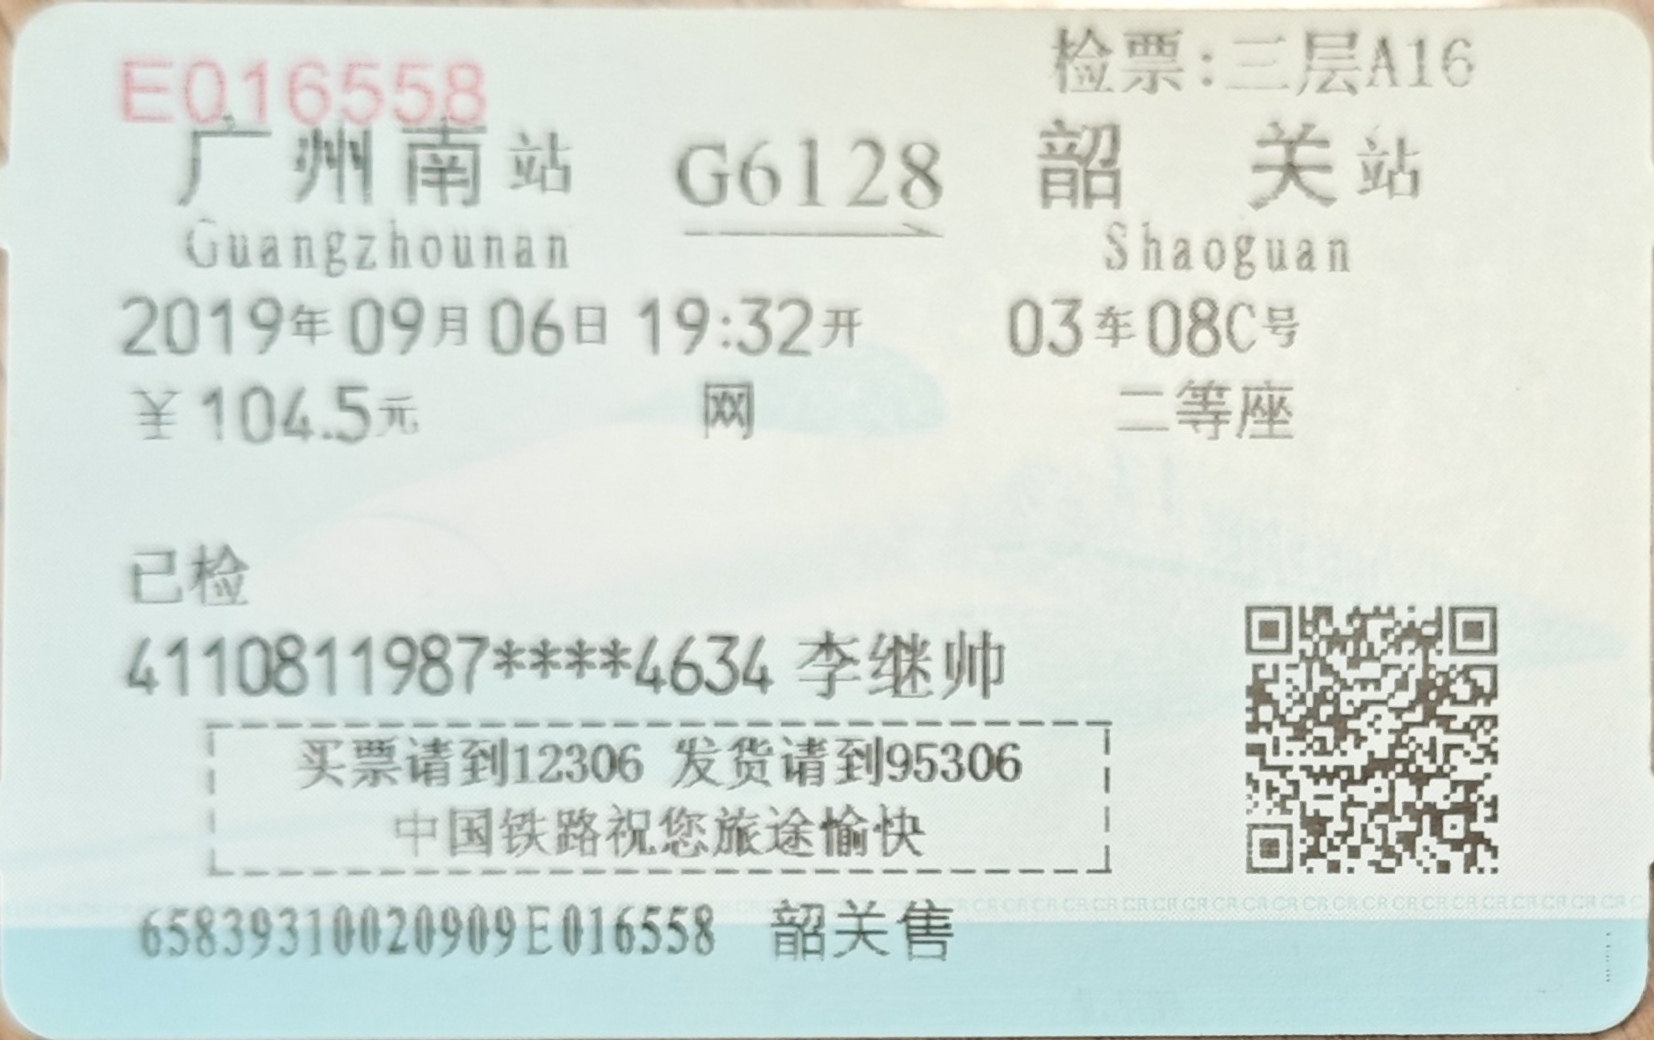 E016558 检票:三层A16
广州南站 G6128 韶关站
Guangzhounan Shaoguan
2019年09月06日 19:32开 03车08C号
¥104.5元 网 二等座
已检
4110811987****4634 李继帅
买票请到12306 发货请到95306
中国铁路祝您旅途愉快
65839310020909E016558 韶关售